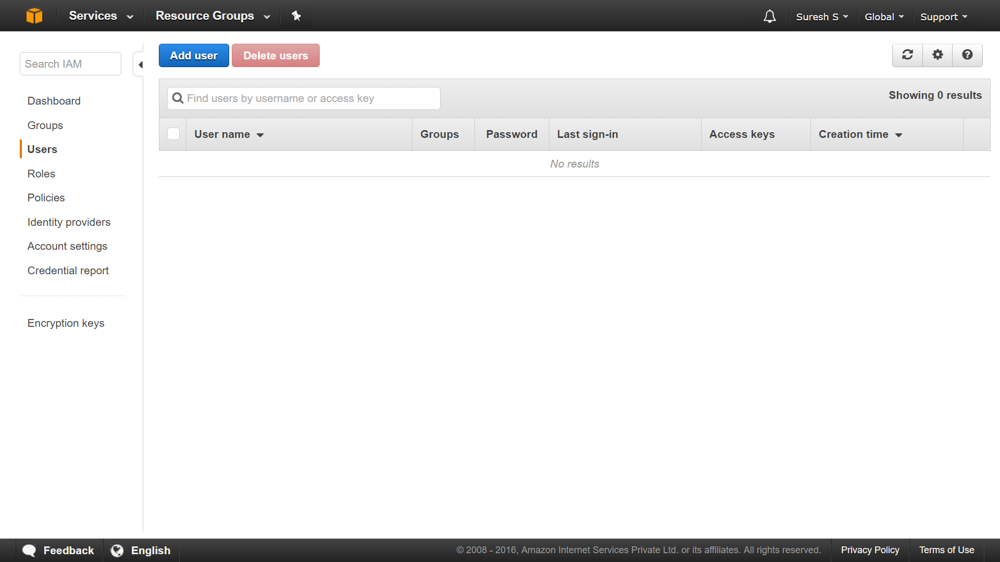 Services Resource Groups Suresh S Global Support
Search IAM
Dashboard
Groups
Users
Roles
Policies
Identity providers
Account settings
Credential report
Encryption keys
Add user Delete users
Find users by username or access key Showing 0 results
User name Groups Password Last sign-in Access keys Creation time
No results
Feedback English © 2008 - 2016, Amazon Internet Services Private Ltd. or its affiliates. All rights reserved. Privacy Policy Terms of Use